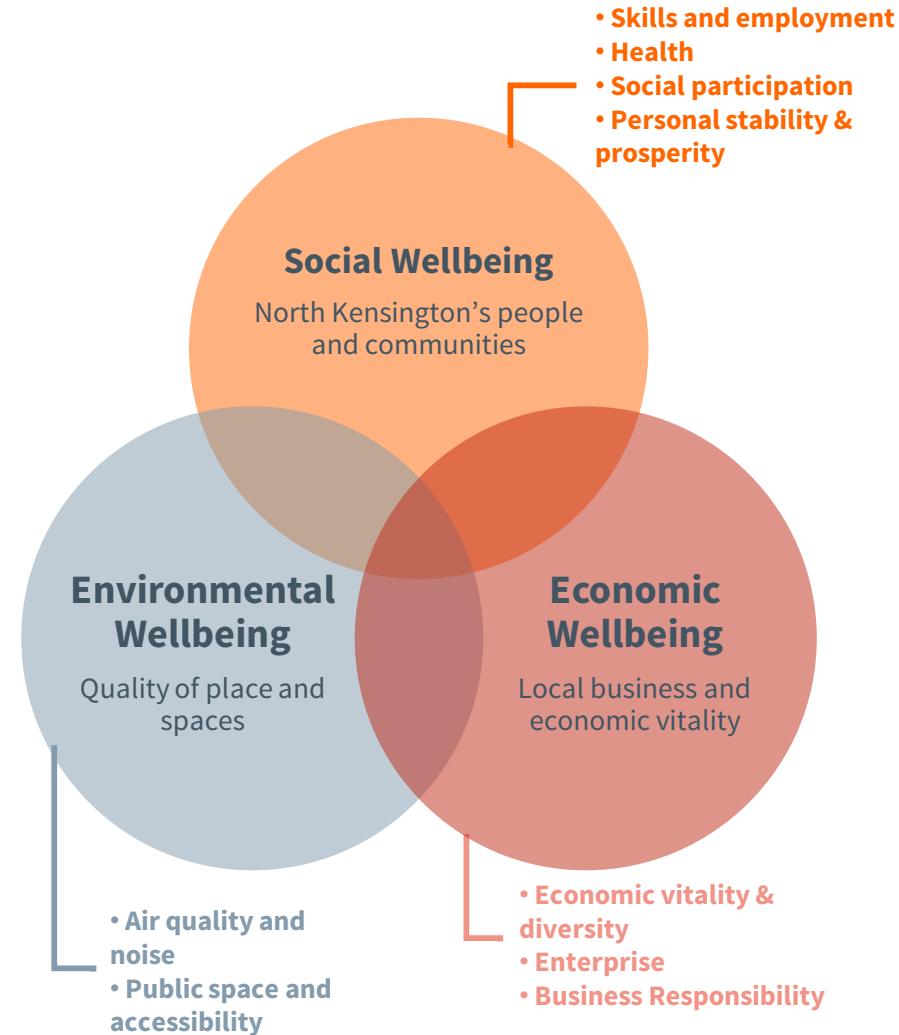 • Skills and employment
• Health
• Social participation
• Personal stability &
prosperity
Social Wellbeing
North Kensington’s people
and communities
Environmental
Wellbeing
Quality of place and
spaces
Economic
Wellbeing
Local business and
economic vitality
• Air quality and
noise
• Public space and
accessibility
• Economic vitality &
diversity
• Enterprise
• Business Responsibility